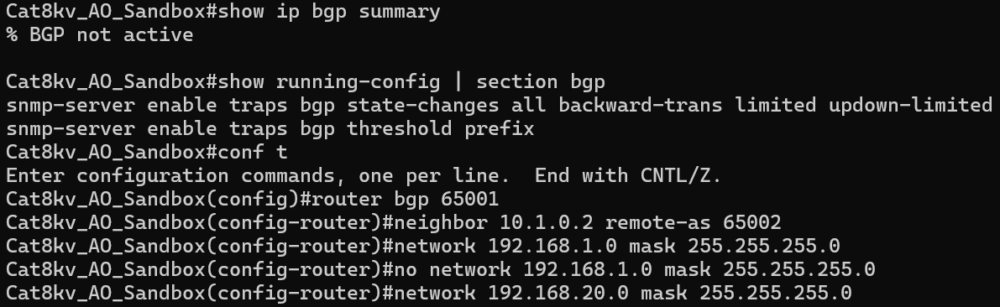 Cat8kv_AO_Sandbox#show ip bgp summary
% BGP not active
Cat8kv_AO_Sandbox#show running-config | section bgp
snmp-server enable traps bgp state-changes all backward-trans limited updown-limited
snmp-server enable traps bgp threshold prefix
Cat8kv_AO_Sandbox#conf t
Enter configuration commands, one per line.  End with CNTL/Z.
Cat8kv_AO_Sandbox(config)#router bgp 65001
Cat8kv_AO_Sandbox(config-router)#neighbor 10.1.0.2 remote-as 65002
Cat8kv_AO_Sandbox(config-router)#network 192.168.1.0 mask 255.255.255.0
Cat8kv_AO_Sandbox(config-router)#no network 192.168.1.0 mask 255.255.255.0
Cat8kv_AO_Sandbox(config-router)#network 192.168.20.0 mask 255.255.255.0